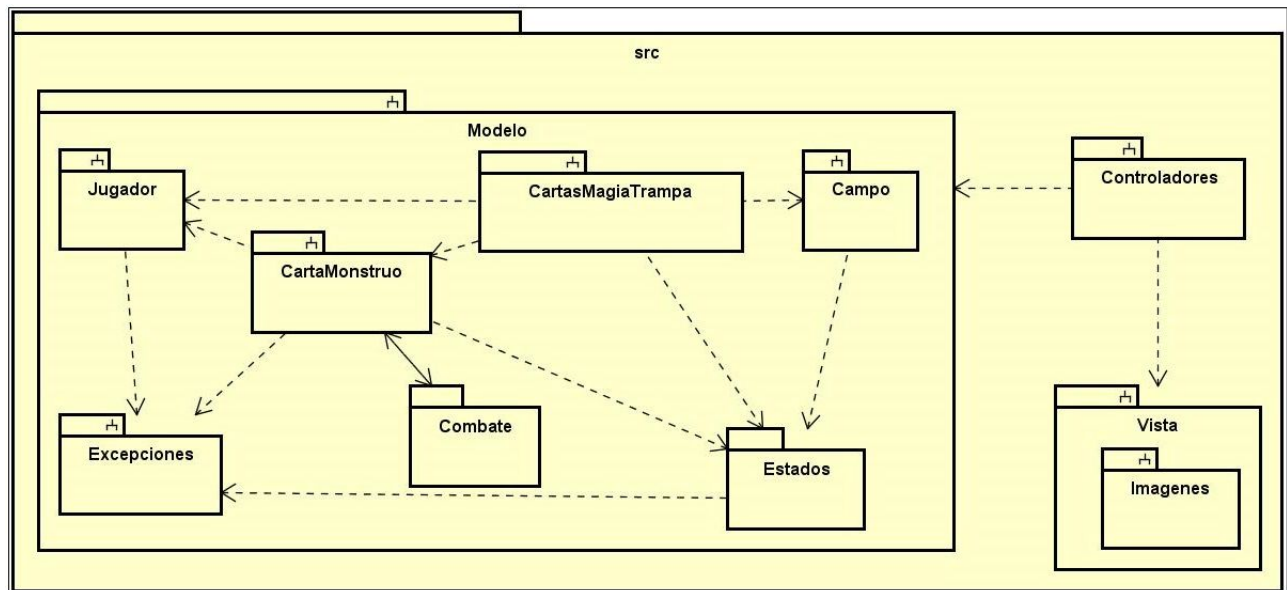 src
Modelo
Jugador
CartasMagiaTrampa
Campo
Controladores
CartaMonstruo
Combate
Vista
Excepciones
Estados
Imagenes